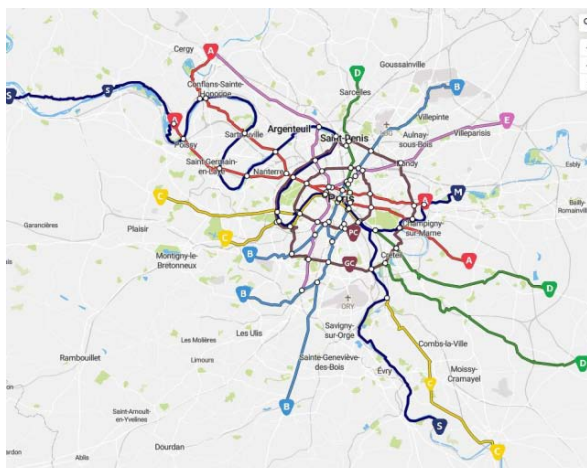 Cergy
A
D
Goussainville
B
Conflans-Sainte-
Honorine
Sarcelles
S
S
A
Villepinte
E
Argenteuil
Saint-Denis
Aulnay-
sous-Bois
Villeparisis
Poissy
Sartrouville
Saint Germain
en-Laye
Nanterre
Esbly
C
Paris
A
M
Bailly-
Romainvilliers
Garancières
Plaisir
C
PC
Champigny-
sur-Marne
Montigny-le
Bretonneux
B
GC
Créteil
A
B
ORY
D
Les Ulis
Savigny-
sur-Orge
Les Molières
Limours
Combs-la-Ville
Rambouillet
Sainte-Geneviève
des-Bois
Évry
Moissy-
Cramayel
D
C
B
Saint-Arnoult
en-Yvelines
S
Dourdan
C
Ablis